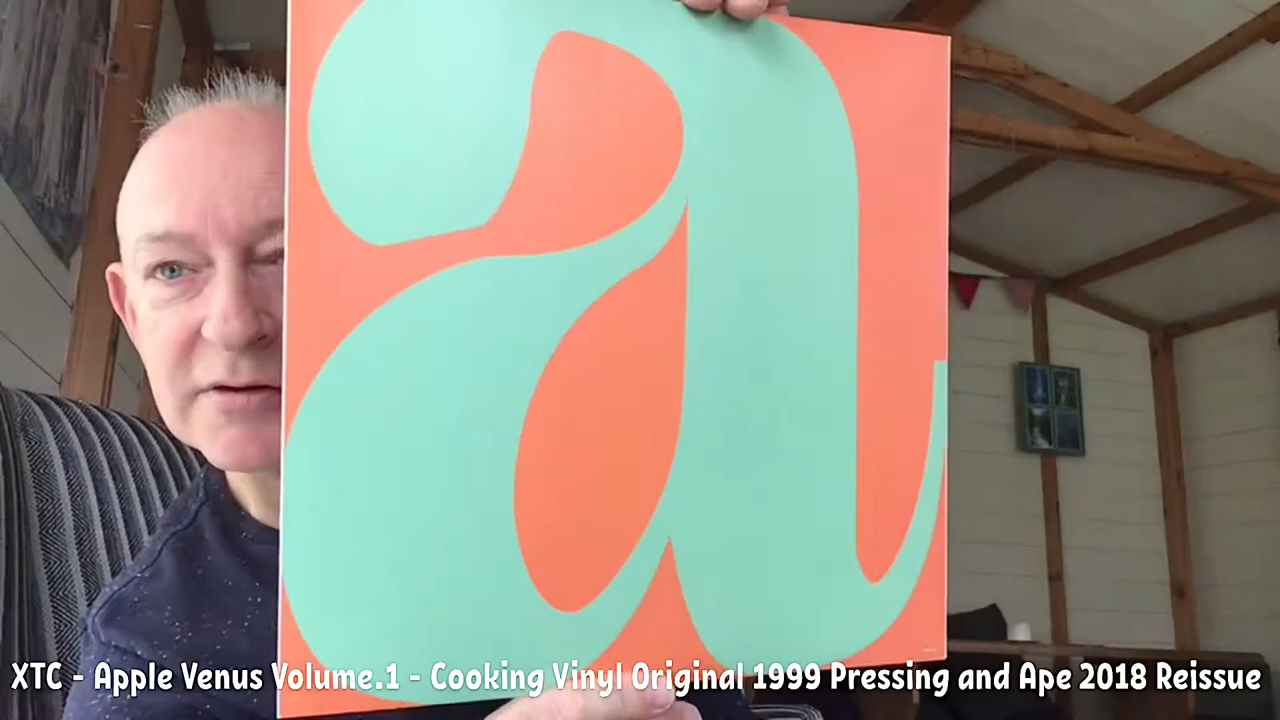 a
XTC - Apple Venus Volume.1 - Cooking Vinyl Original 1999 Pressing and Ape 2018 Reissue